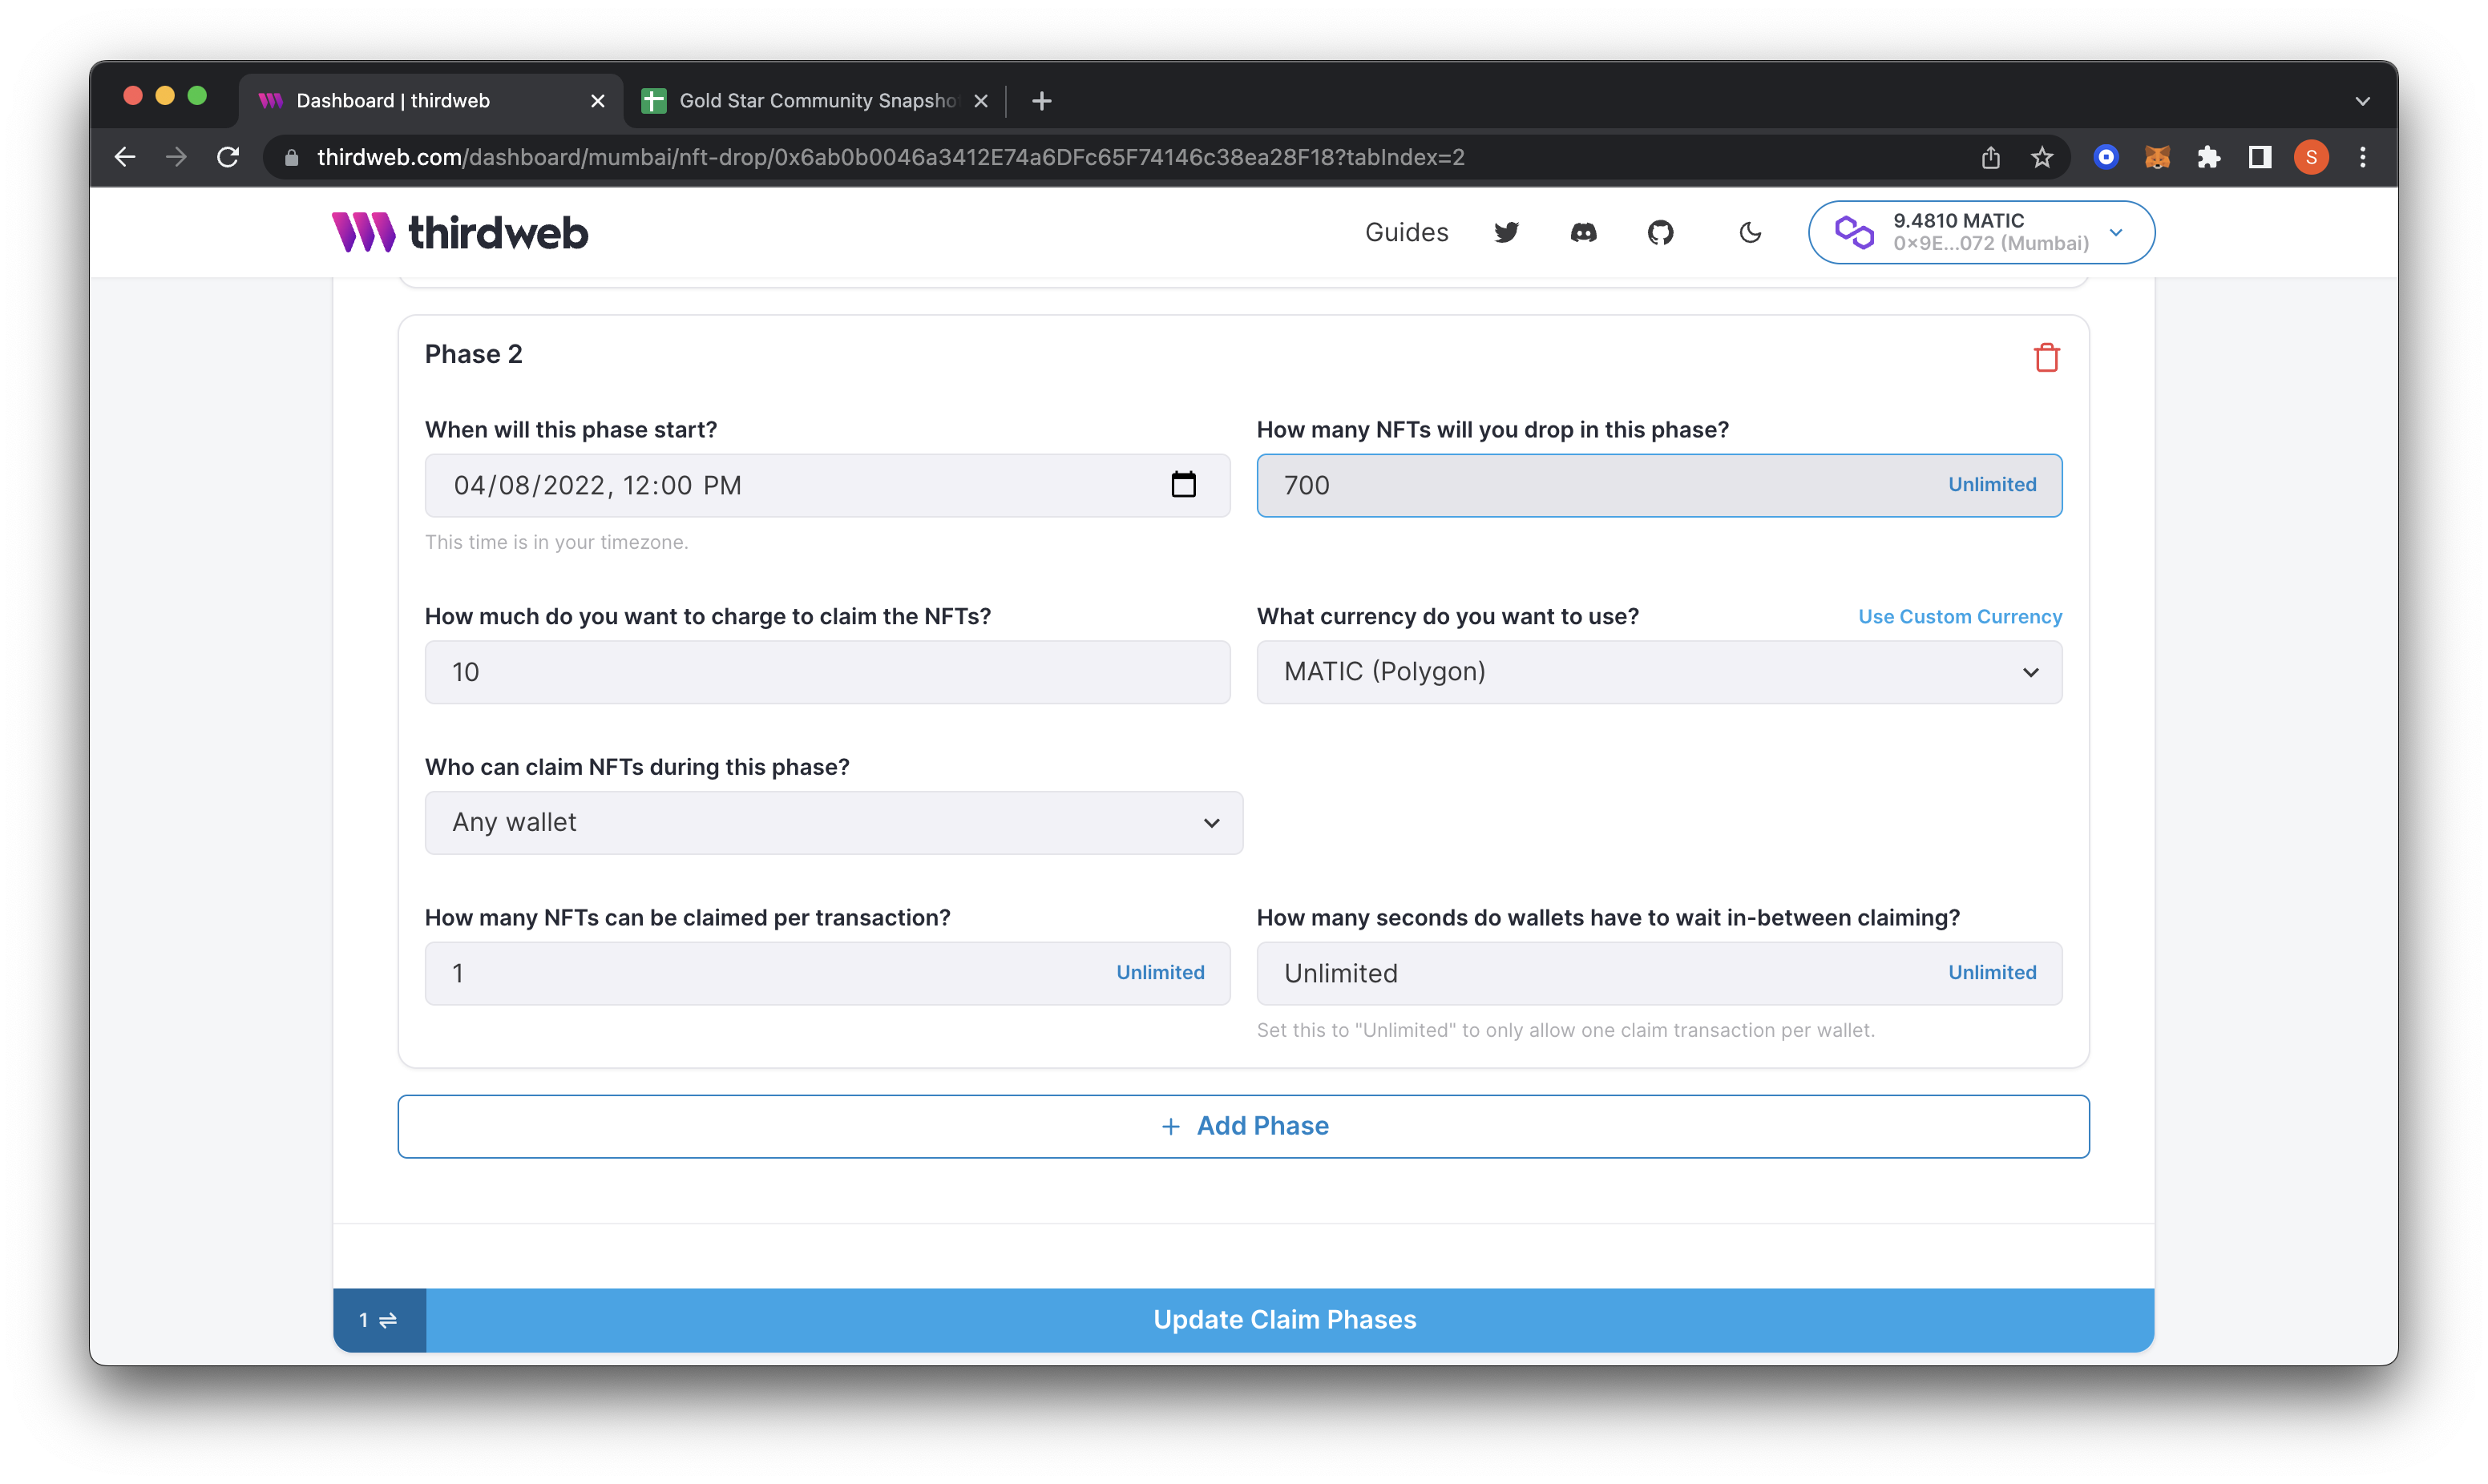 Dashboard | thirdweb
Gold Star Community Snapsho
thirdweb.com/dashboard/mumbai/nft-drop/0x6ab0b0046a3412E74a6DFc65F74146c38ea28F18?tabIndex=2
S
thirdweb
Guides
9.4810 MATIC
0x9E...072 (Mumbai)
Phase 2
When will this phase start?
How many NFTs will you drop in this phase?
04/08/2022, 12:00 PM
700
Unlimited
This time is in your timezone.
How much do you want to charge to claim the NFTs?
What currency do you want to use?
Use Custom Currency
10
MATIC (Polygon)
Who can claim NFTs during this phase?
Any wallet
How many NFTs can be claimed per transaction?
How many seconds do wallets have to wait in-between claiming?
1
Unlimited
Unlimited
Unlimited
Set this to "Unlimited" to only allow one claim transaction per wallet.
+ Add Phase
1 ⇌
Update Claim Phases